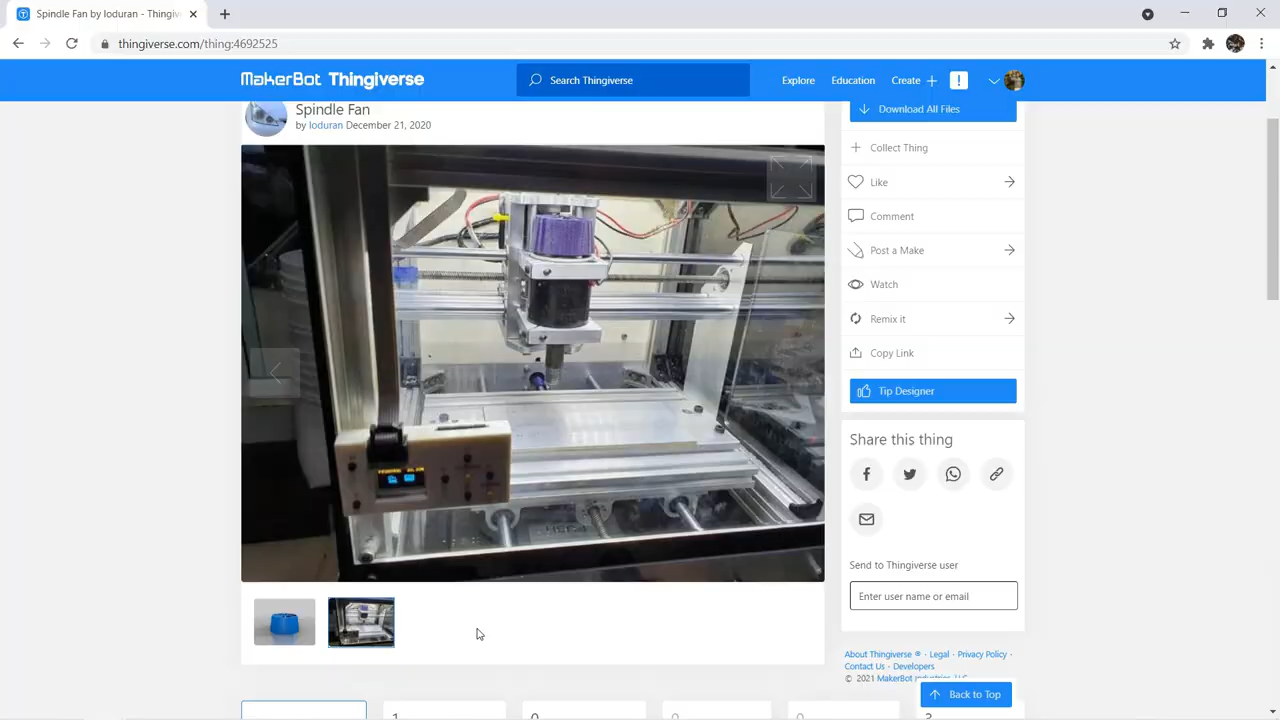 Spindle Fan by loduran - Thingiv
thingiverse.com/thing:4692525
MakerBot Thingiverse
Search Thingiverse
Explore
Education
Create
Spindle Fan
by loduran December 21, 2020
Download All Files
Collect Thing
Like
Comment
Post a Make
Watch
Remix it
Copy Link
Tip Designer
Share this thing
Send to Thingiverse user
Enter user name or email
About Thingiverse ® · Legal · Privacy Policy ·
Contact Us · Developers
© 2021 MakerBot Industries, LLC
Back to Top